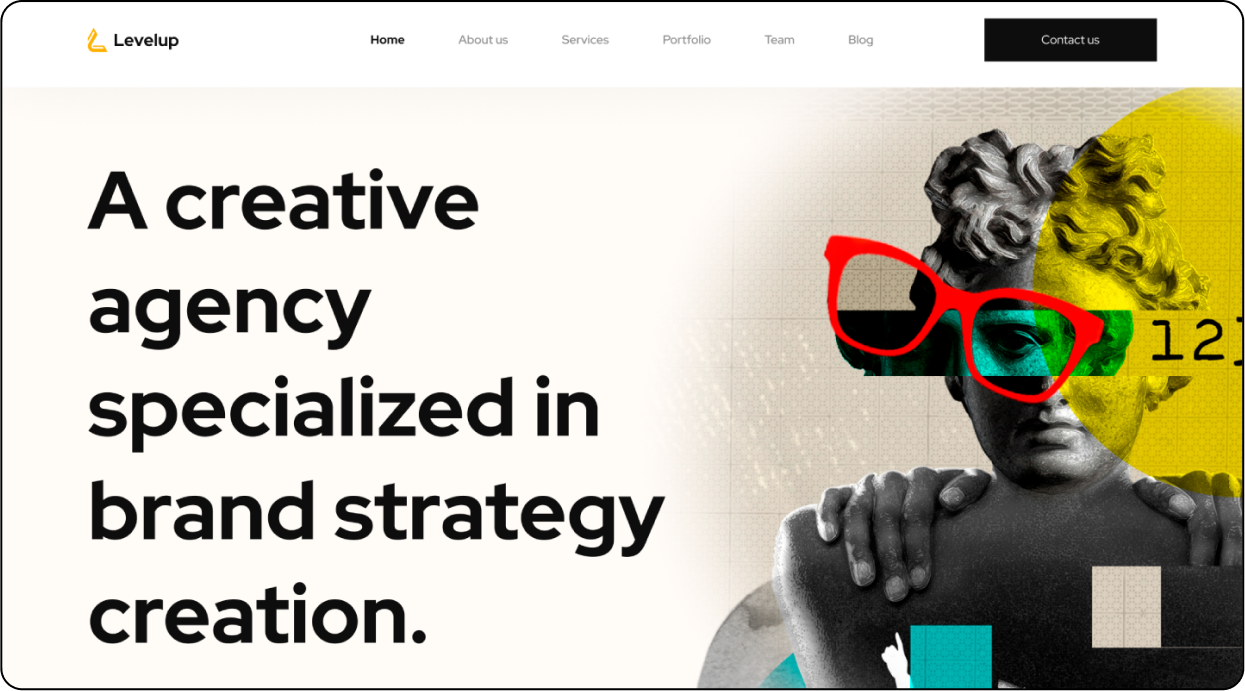 Levelup
Home About us Services Portfolio Team Blog
Contact us
A creative
agency
specialized in
brand strategy
creation.
12